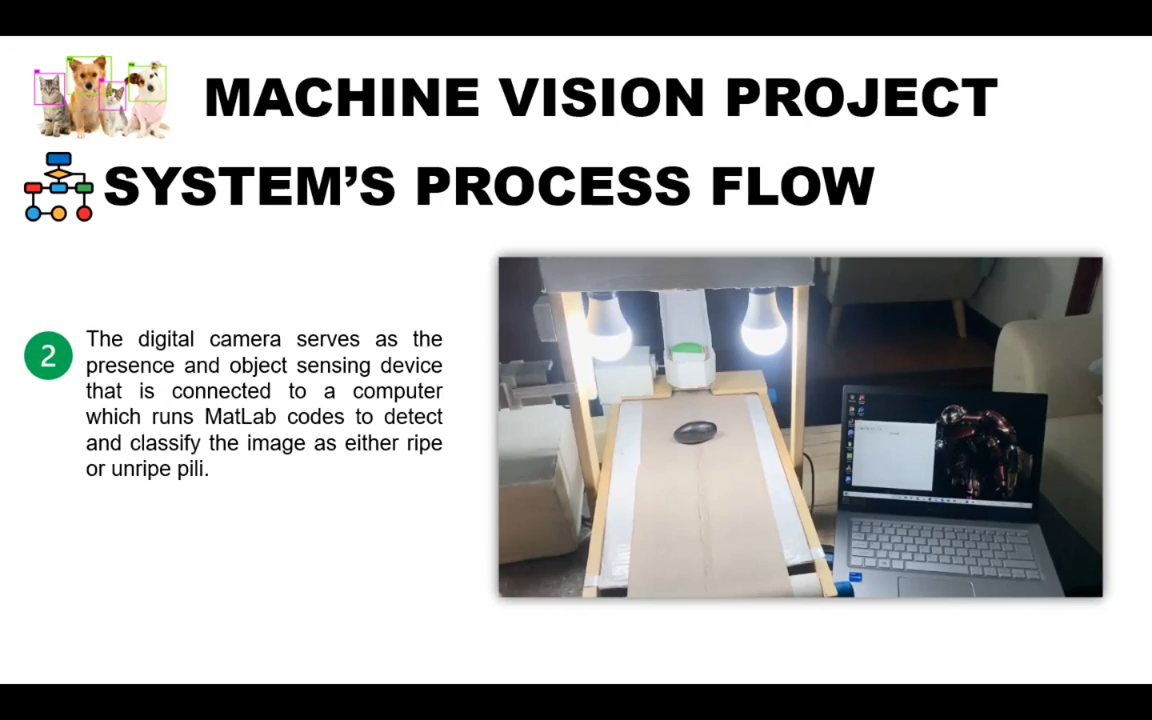 MACHINE VISION PROJECT
SYSTEM’S PROCESS FLOW
2
The digital camera serves as the
presence and object sensing device
that is connected to a computer
which runs MatLab codes to detect
and classify the image as either ripe
or unripe pili.